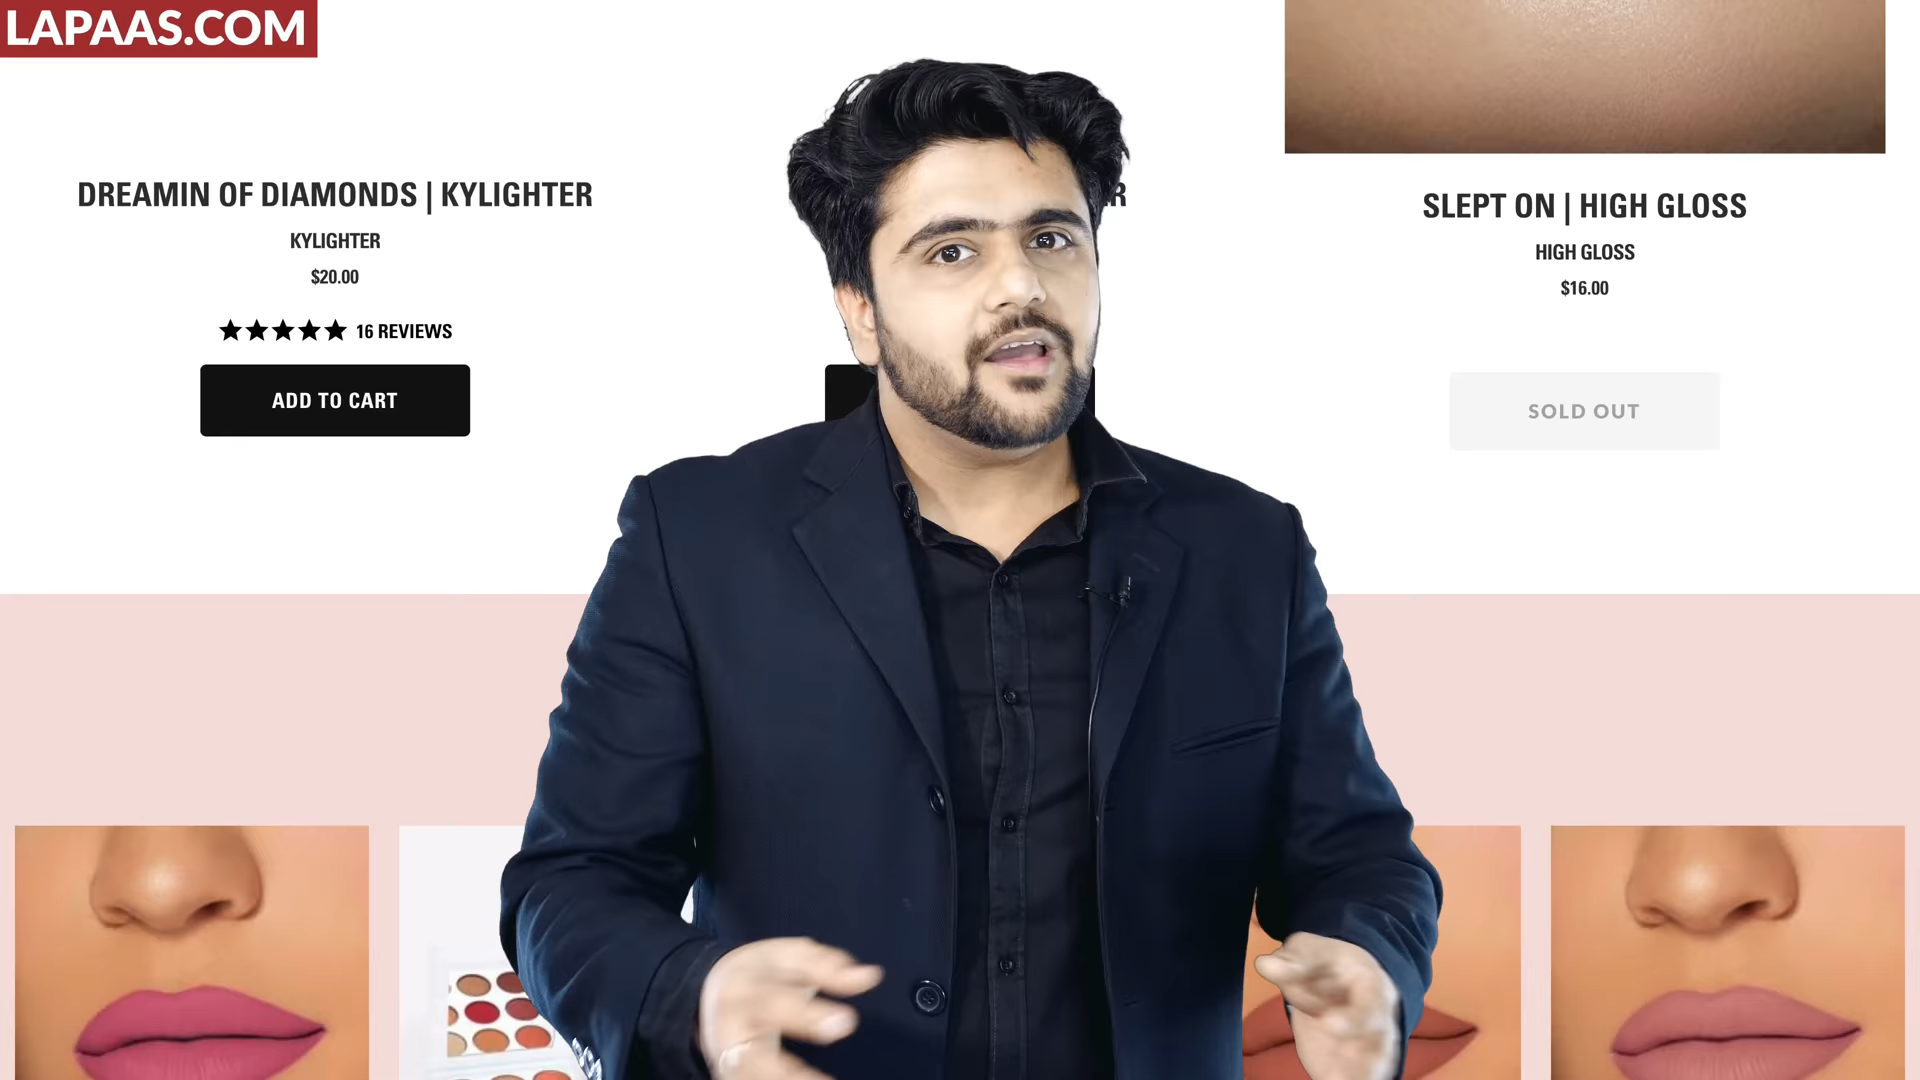 LAPAAS.COM
DREAMIN OF DIAMONDS | KYLIGHTER
KYLIGHTER
$20.00
16 REVIEWS
ADD TO CART
SLEPT ON | HIGH GLOSS
HIGH GLOSS
$16.00
SOLD OUT